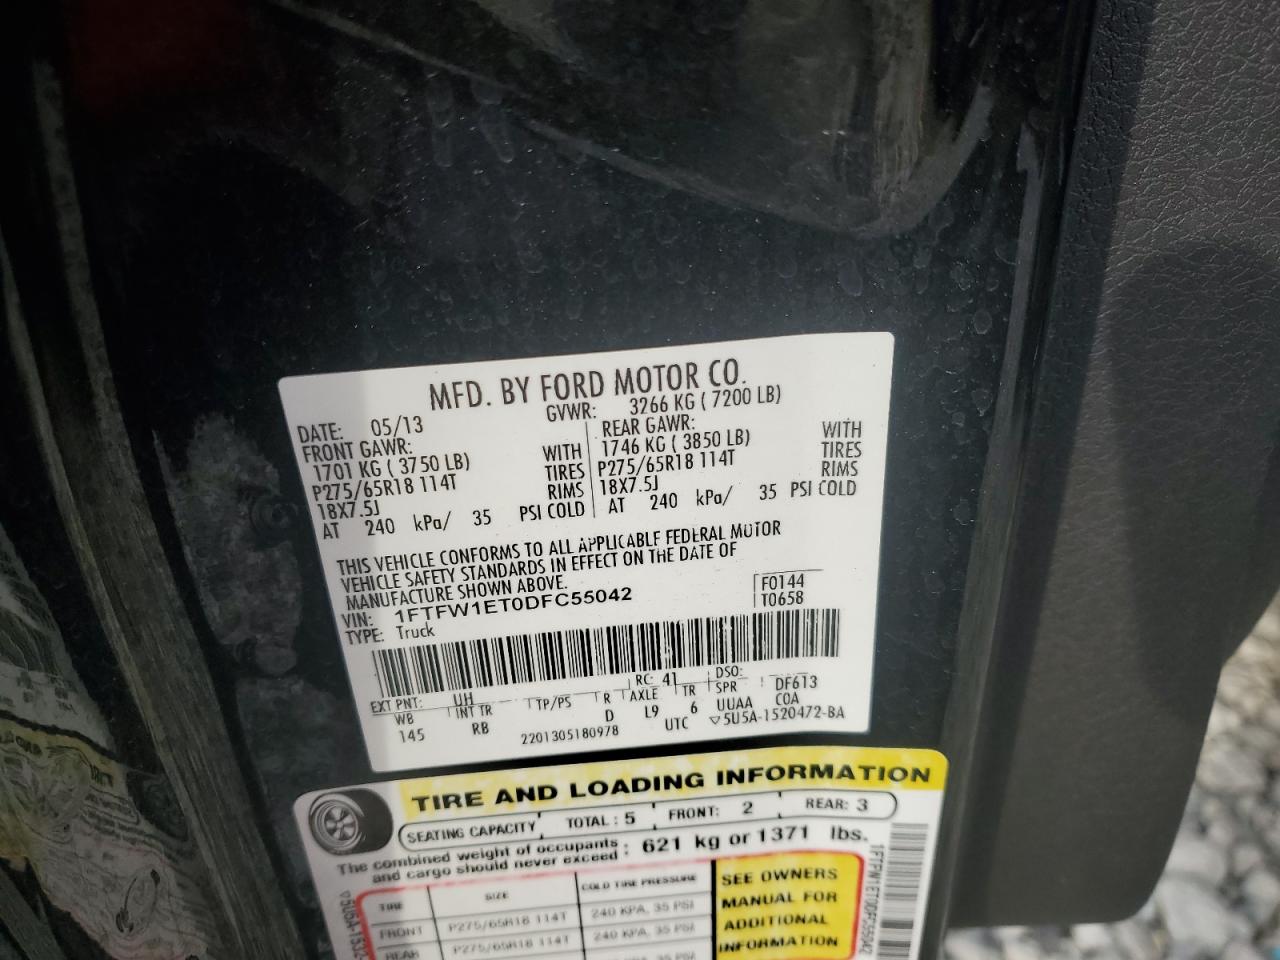 MFD. BY FORD MOTOR CO.
DATE: 05/13 GVWR: 3266 KG ( 7200 LB)
FRONT GAWR: REAR GAWR:
1701 KG ( 3750 LB) WITH 1746 KG ( 3850 LB) WITH
P275/65R18 114T TIRES P275/65R18 114T TIRES
18X7.5J RIMS 18X7.5J RIMS
AT 240 kPa/ 35 PSI COLD AT 240 kPa/ 35 PSI COLD
THIS VEHICLE CONFORMS TO ALL APPLICABLE FEDERAL MOTOR
VEHICLE SAFETY STANDARDS IN EFFECT ON THE DATE OF
MANUFACTURE SHOWN ABOVE.
VIN: 1FTFW1ET0DFC55042 F0144
TYPE: Truck T0658
EXT PNT: UH RC: 41 DSO:
WB INT TR TP/PS R AXLE TR SPR DF613
145 RB D L9 6 UUAA COA
2201305180978 UTC ▽5U5A-1520472-BA
TIRE AND LOADING INFORMATION
SEATING CAPACITY TOTAL : 5 FRONT: 2 REAR: 3
The combined weight of occupants
and cargo should never exceed : 621 kg or 1371 lbs.
TIRE SIZE COLD TIRE PRESSURE
FRONT P275/65R18 114T 240 KPA, 35 PSI
REAR P275/65R18 114T 240 KPA, 35 PSI
SEE OWNERS
MANUAL FOR
ADDITIONAL
INFORMATION
1FTFW1ET0DFC55042